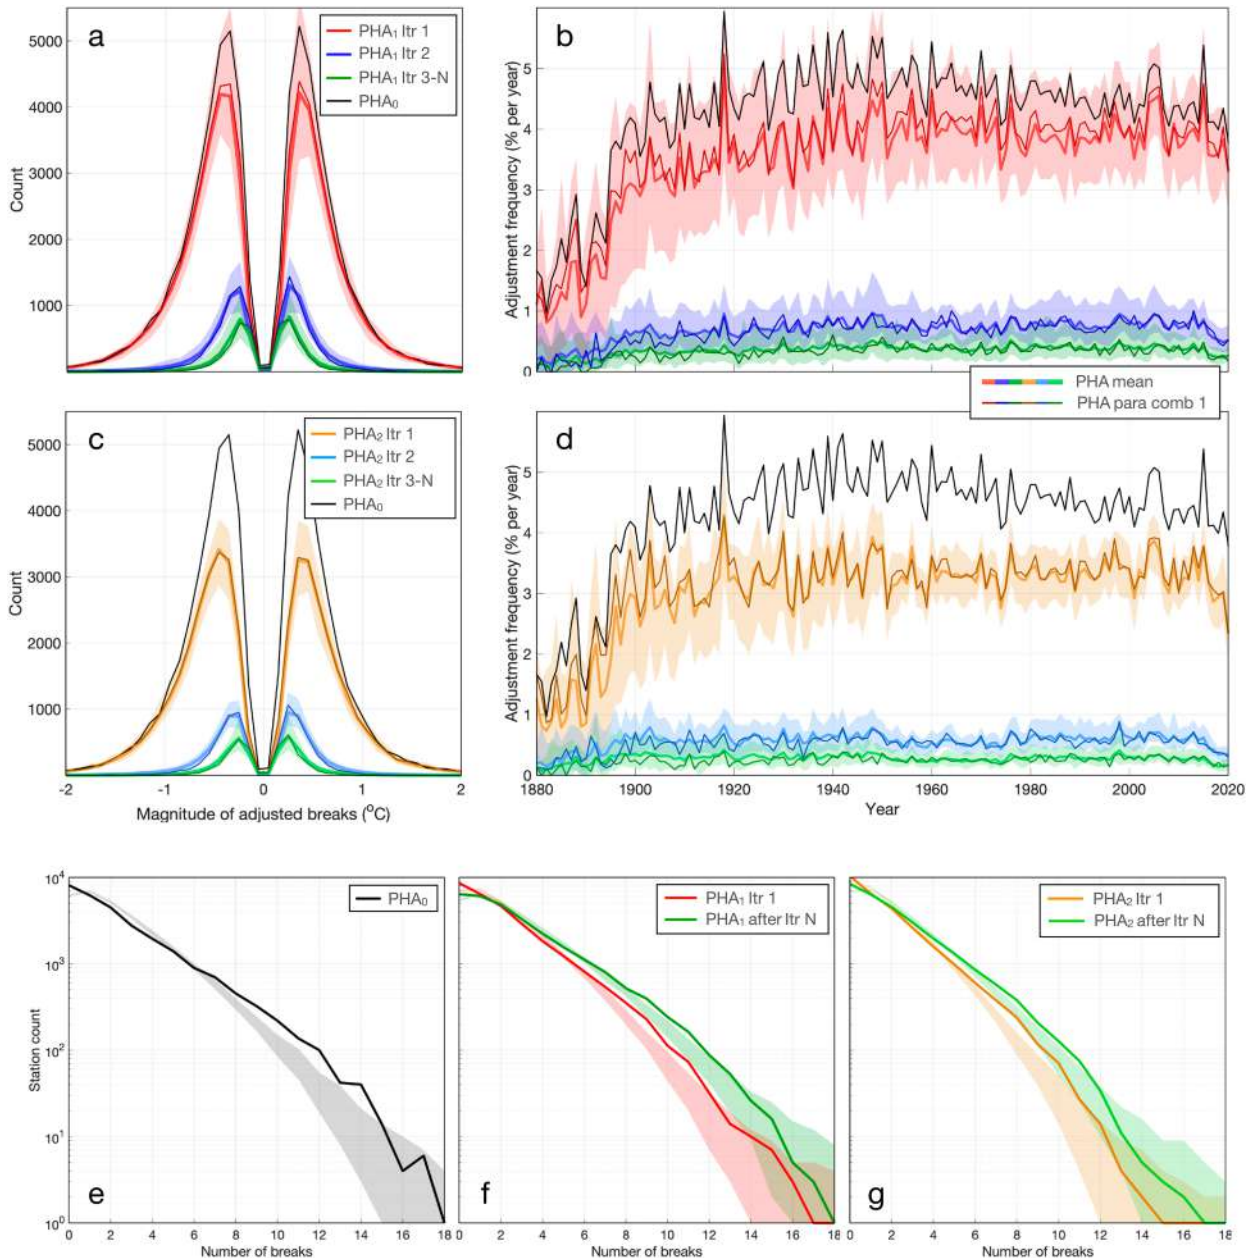 a
PHA₁ Itr 1
PHA₁ Itr 2
PHA₁ Itr 3-N
PHA₀
5000
4000
3000
2000
1000
Count
b
5
4
3
2
1
0
Adjustment frequency (% per year)
PHA mean
PHA para comb 1
c
PHA₂ Itr 1
PHA₂ Itr 2
PHA₂ Itr 3-N
PHA₀
5000
4000
3000
2000
1000
Count
-2 -1 0 1 2
Magnitude of adjusted breaks (°C)
d
5
4
3
2
1
0
Adjustment frequency (% per year)
1880 1900 1920 1940 1960 1980 2000 2020
Year
e
PHA₀
10⁴
10³
10²
10¹
10⁰
Station count
0 2 4 6 8 10 12 14 16 18
Number of breaks
f
PHA₁ Itr 1
PHA₁ after Itr N
0 2 4 6 8 10 12 14 16 18
Number of breaks
g
PHA₂ Itr 1
PHA₂ after Itr N
0 2 4 6 8 10 12 14 16 18
Number of breaks